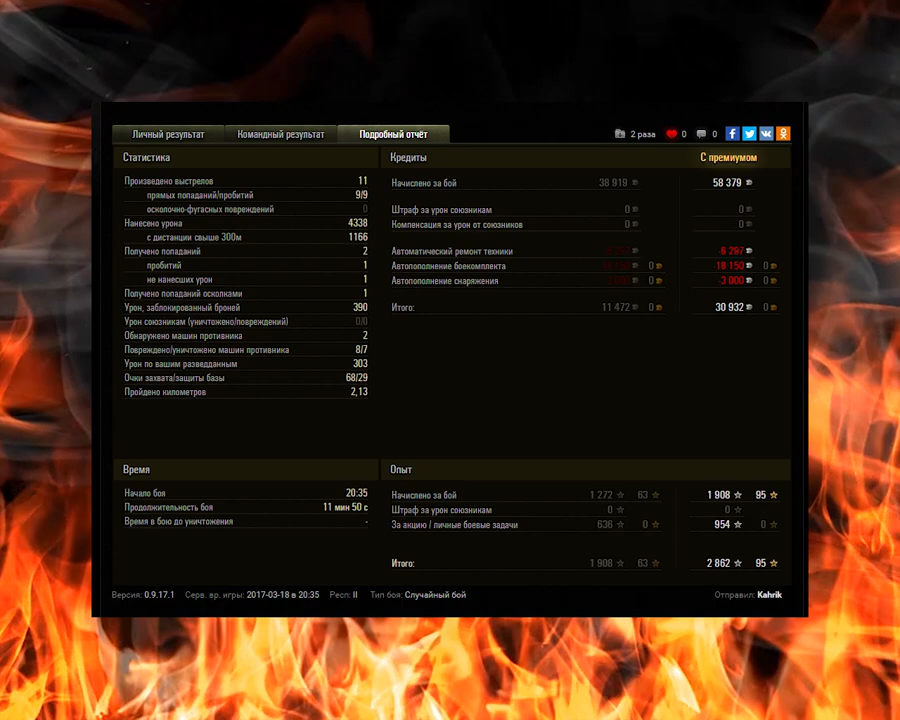 Личный результат Командный результат Подробный отчёт 2 раза 0 0
Статистика
Произведено выстрелов 11
прямых попаданий/пробитий 9/9
осколочно-фугасных повреждений 0
Нанесено урона 4338
с дистанции свыше 300м 1166
Получено попаданий 2
пробитий 1
не нанесших урон 1
Получено попаданий осколками 1
Урон, заблокированный броней 390
Урон союзникам (уничтожено/повреждений) 0/0
Обнаружено машин противника 2
Повреждено/уничтожено машин противника 8/7
Урон по вашим разведданным 303
Очки захвата/защиты базы 68/29
Пройдено километров 2,13
Кредиты С премиумом
Начислено за бой 38 919 58 379
Штраф за урон союзникам 0 0
Компенсация за урон от союзников 0 0
Автоматический ремонт техники -6 297
Автопополнение боекомплекта 0 -18 150 0
Автопополнение снаряжения 0 -3 000 0
Итого: 11 472 0 30 932 0
Время
Начало боя 20:35
Продолжительность боя 11 мин 50 с
Время в бою до уничтожения -
Опыт
Начислено за бой 1 272 63 1 908 95
Штраф за урон союзникам 0 0
За акцию / личные боевые задачи 636 0 954 0
Итого: 1 908 63 2 862 95
Версия: 0.9.17.1 Серв. вр. игры: 2017-03-18 в 20:35 Респ: II Тип боя: Случайный бой Отправил: Kahrik